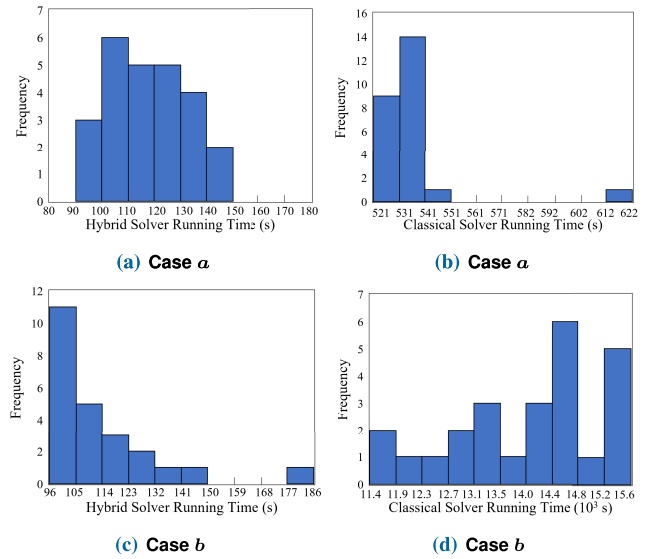 7
6
5
4
3
2
1
0
Frequency
80 90 100 110 120 130 140 150 160 170 180
Hybrid Solver Running Time (s)
(a) Case a
16
14
12
10
8
6
4
2
0
Frequency
521 531 541 551 561 571 582 592 602 612 622
Classical Solver Running Time (s)
(b) Case a
12
10
8
6
4
2
0
Frequency
96 105 114 123 132 141 150 159 168 177 186
Hybrid Solver Running Time (s)
(c) Case b
7
6
5
4
3
2
1
0
Frequency
11.4 11.9 12.3 12.7 13.1 13.5 14.0 14.4 14.8 15.2 15.6
Classical Solver Running Time (10³ s)
(d) Case b